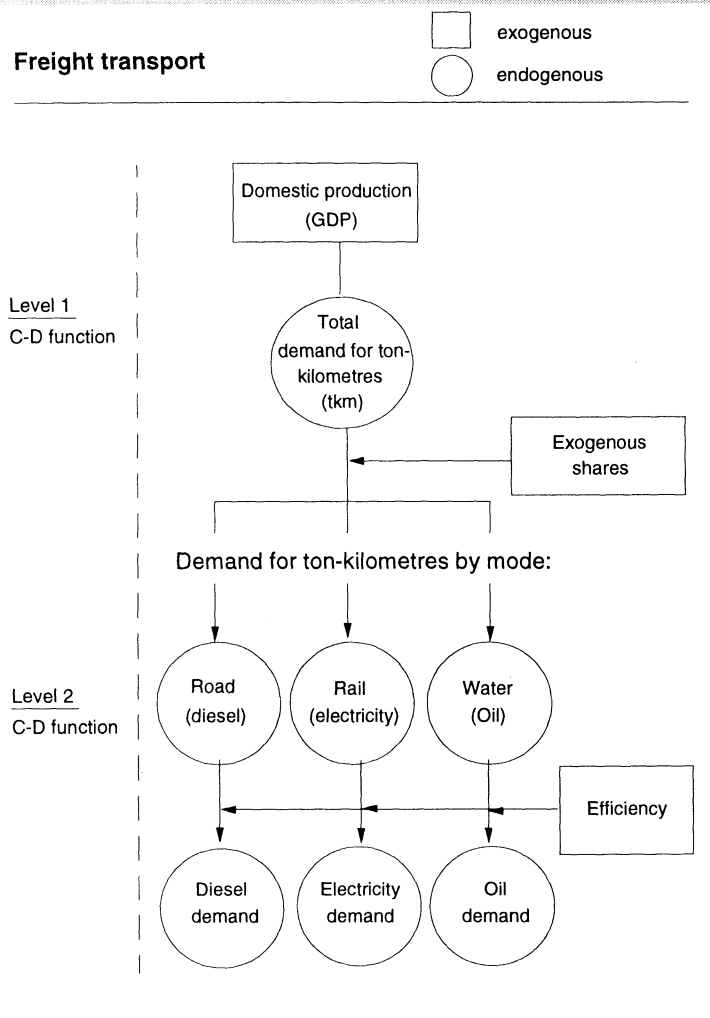 exogenous
Freight transport
endogenous
Domestic production
(GDP)
Level 1
C-D function
Total
demand for ton-
kilometres
(tkm)
Exogenous
shares
Demand for ton-kilometres by mode:
Level 2
C-D function
Road
(diesel)
Rail
(electricity)
Water
(Oil)
Efficiency
Diesel
demand
Electricity
demand
Oil
demand